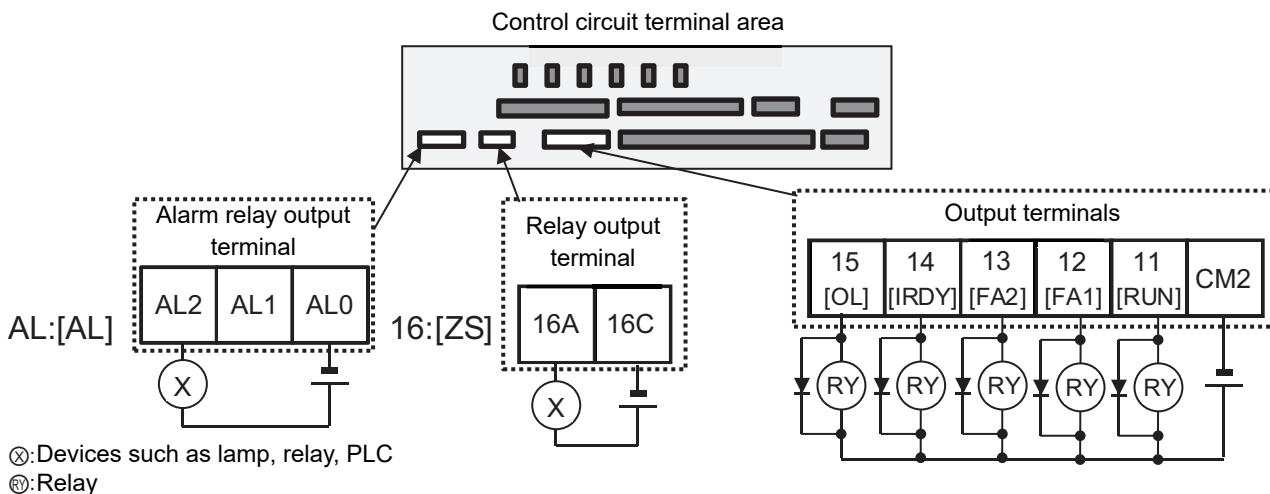 Control circuit terminal area
Alarm relay output
terminal
AL2 AL1 AL0
AL:[AL]
X
Relay output
terminal
16A 16C
16:[ZS]
X
Output terminals
15 14 13 12 11 CM2
[OL] [IRDY] [FA2] [FA1] [RUN]
RY RY RY RY RY
Ⓧ:Devices such as lamp, relay, PLC
RY:Relay